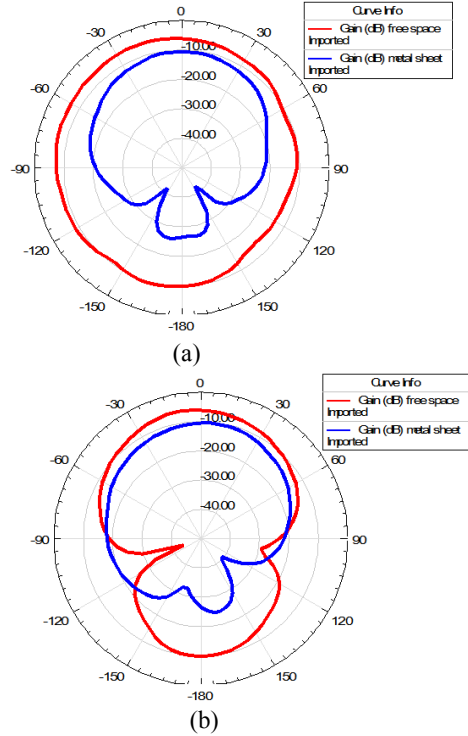 0
-30
30
-60
60
-90
90
-120
120
-150
150
-180
-10.00
-20.00
-30.00
-40.00
Curve Info
Gain (dB) free space
Imported
Gain (dB) metal sheet
Imported
(a)
0
-30
30
-60
60
-90
90
-120
120
-150
150
-180
-10.00
-20.00
-30.00
-40.00
Curve Info
Gain (dB) free space
Imported
Gain (dB) metal sheet
Imported
(b)